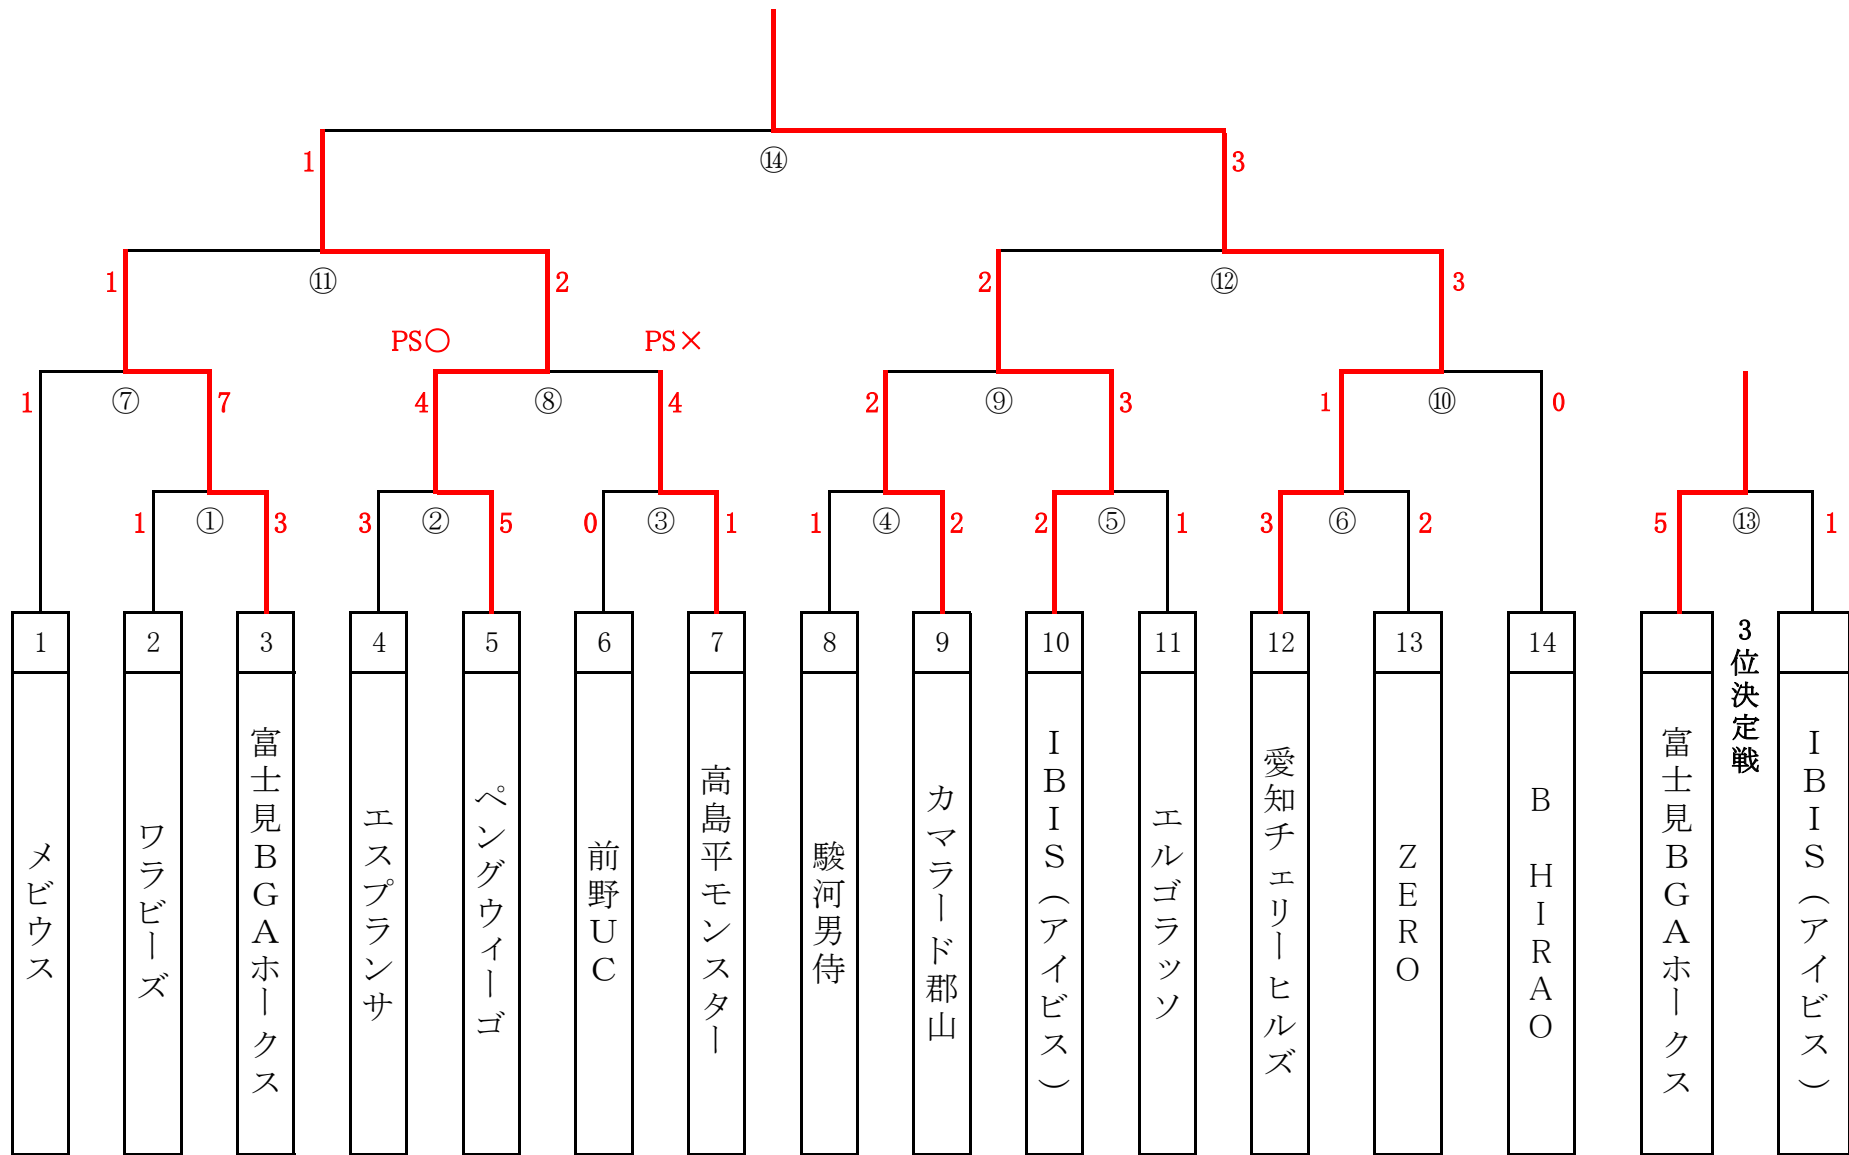 1 ⑭ 3
1 ⑪ 2 2 ⑫ 3
PS○ PS×
1 ⑦ 7 4 ⑧ 4 2 ⑨ 3 1 ⑩ 0
1 ① 3 3 ② 5 0 ③ 1 1 ④ 2 2 ⑤ 1 3 ⑥ 2 5 ⑬ 1
1 2 3 4 5 6 7 8 9 10 11 12 13 14
メビウス
ワラビーズ
富士見BGAホークス
エスプランサ
ペングウィーゴ
前野UC
高島平モンスター
駿河男侍
カマラード郡山
IBIS(アイビス)
エルゴラッソ
愛知チェリーヒルズ
ZERO
B HIRAO
富士見BGAホークス
3位決定戦
IBIS(アイビス)